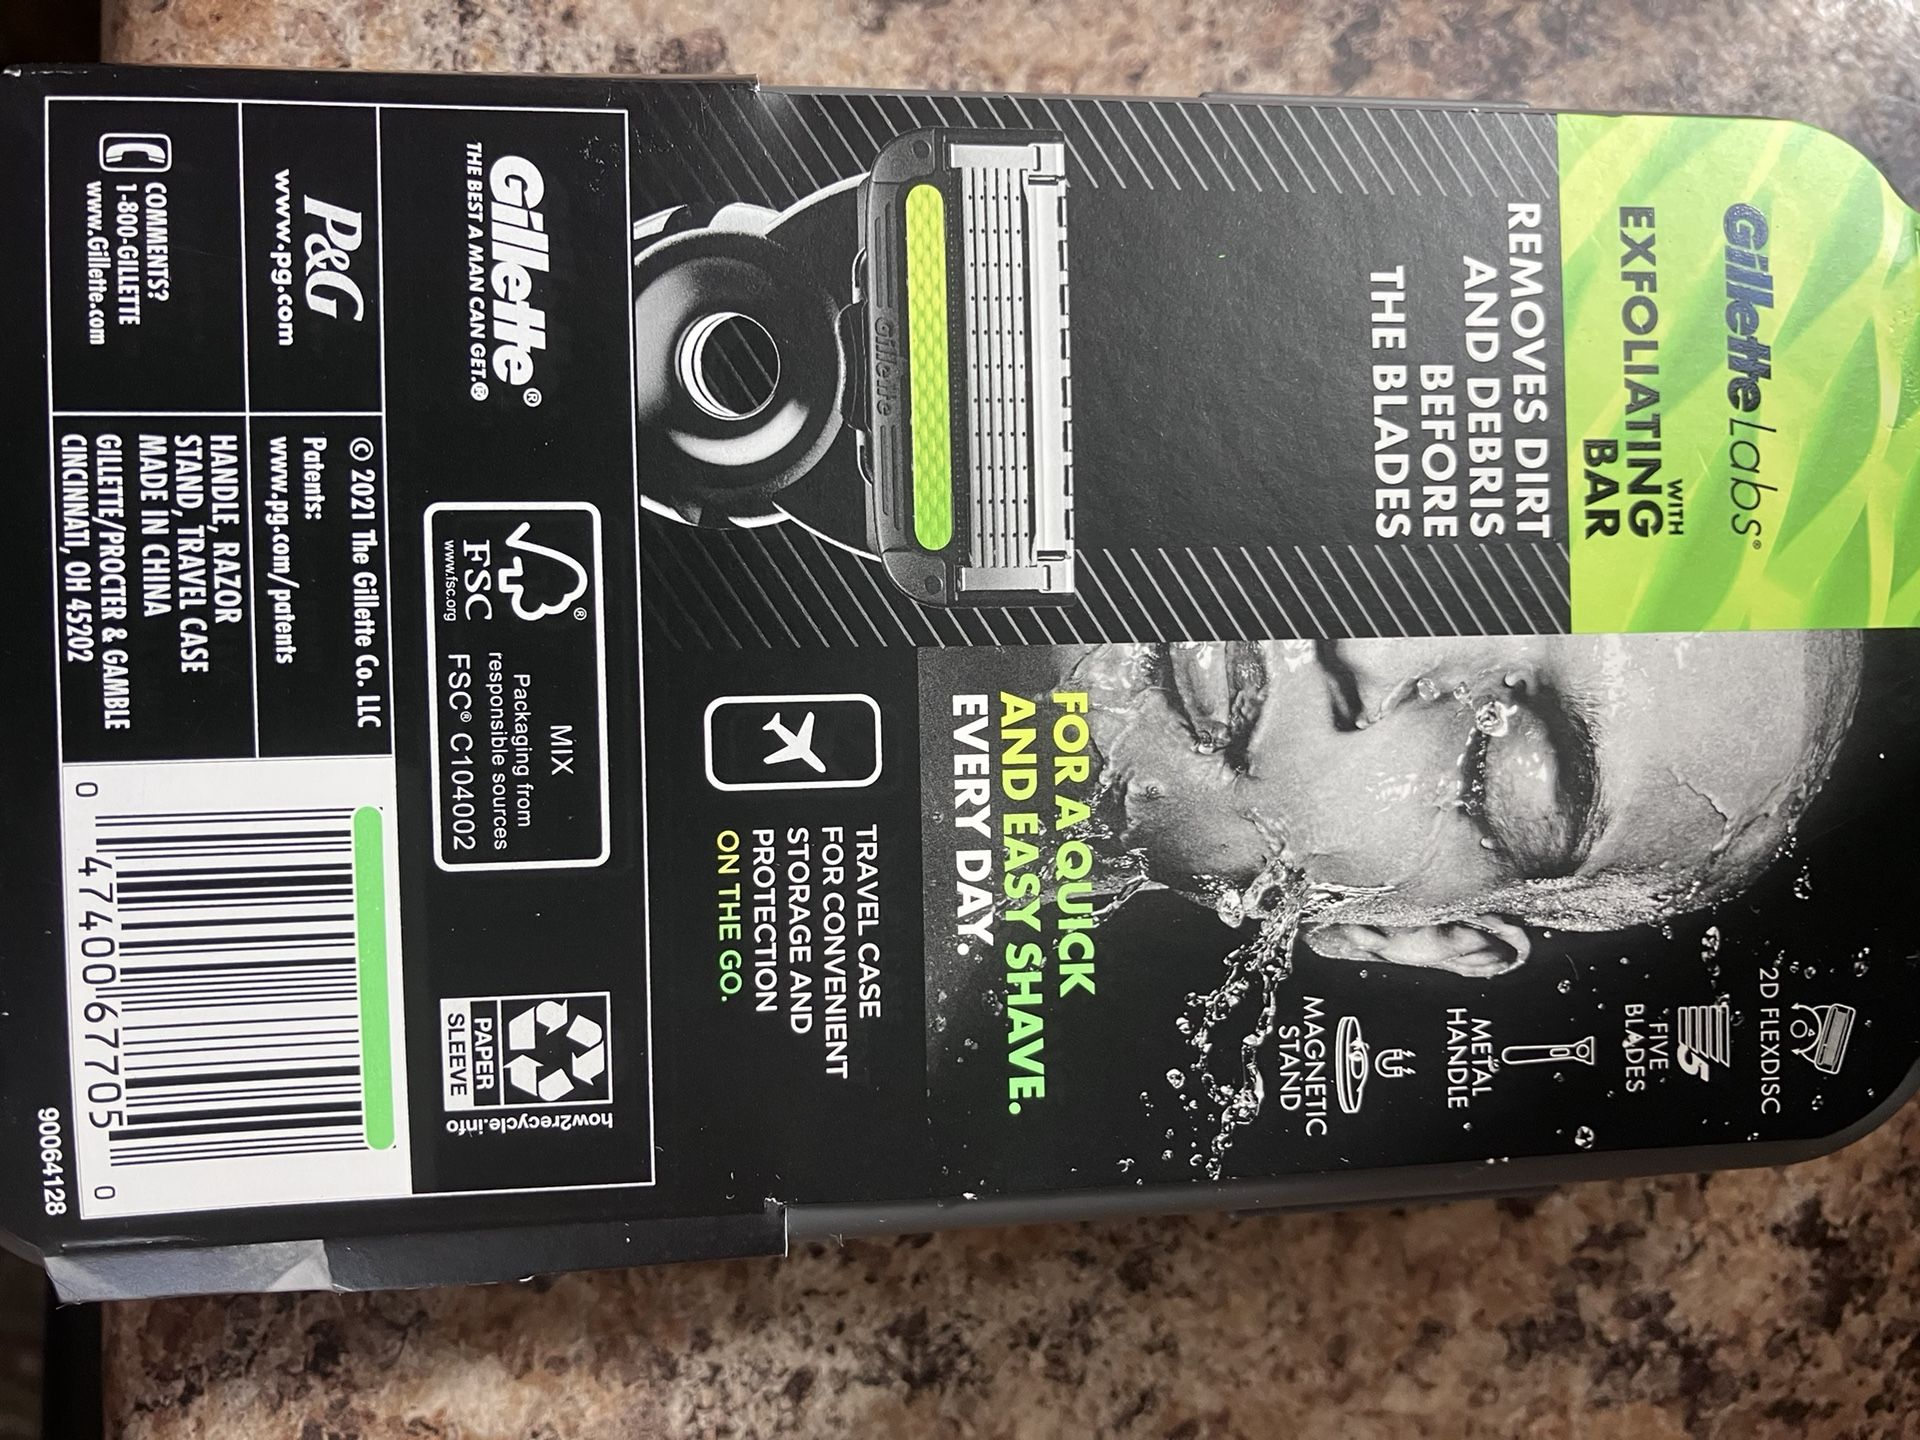 GilletteLabs®
WITH
EXFOLIATING
BAR
REMOVES DIRT
AND DEBRIS
BEFORE
THE BLADES
Gillette
2D FLEXDISC
5
FIVE
BLADES
METAL
HANDLE
MAGNETIC
STAND
FOR A QUICK
AND EASY SHAVE.
EVERY DAY.
TRAVEL CASE
FOR CONVENIENT
STORAGE AND
PROTECTION
ON THE GO.
Gillette®
THE BEST A MAN CAN GET.®
®
FSC
www.fsc.org
MIX
Packaging from
responsible sources
FSC® C104002
PAPER
SLEEVE
how2recycle.info
P&G
www.pg.com
© 2021 The Gillette Co. LLC
Patents:
www.pg.com/patents
COMMENTS?
1-800-GILLETTE
www.Gillette.com
HANDLE, RAZOR
STAND, TRAVEL CASE
MADE IN CHINA
GILLETTE/PROCTER & GAMBLE
CINCINNATI, OH 45202
0 47400 67705 0
90064128